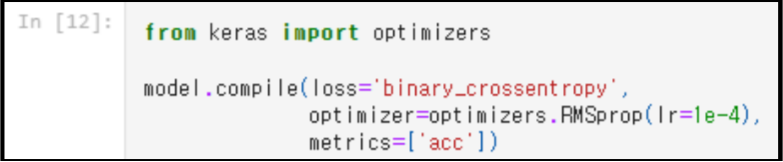 In [12]:
from keras import optimizers
model.compile(loss='binary_crossentropy',
optimizer=optimizers.RMSprop(lr=1e-4),
metrics=['acc'])